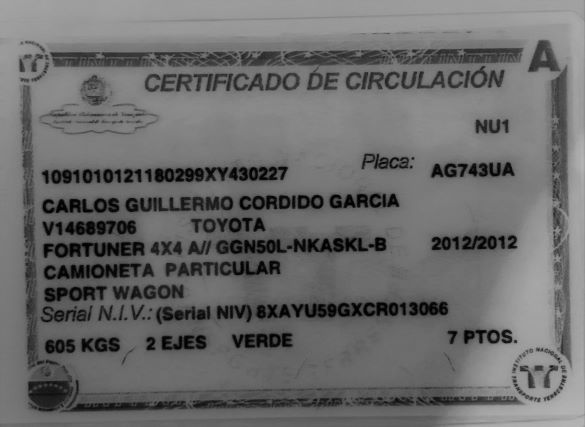 A
CERTIFICADO DE CIRCULACIÓN
NU1
1091010121180299XY430227 Placa: AG743UA
CARLOS GUILLERMO CORDIDO GARCIA
V14689706 TOYOTA
FORTUNER 4X4 A// GGN50L-NKASKL-B 2012/2012
CAMIONETA PARTICULAR
SPORT WAGON
Serial N.I.V.: (Serial NIV) 8XAYU59GXCR013066
605 KGS 2 EJES VERDE 7 PTOS.
INSTITUTO NACIONAL DE TRANSPORTE TERRESTRE